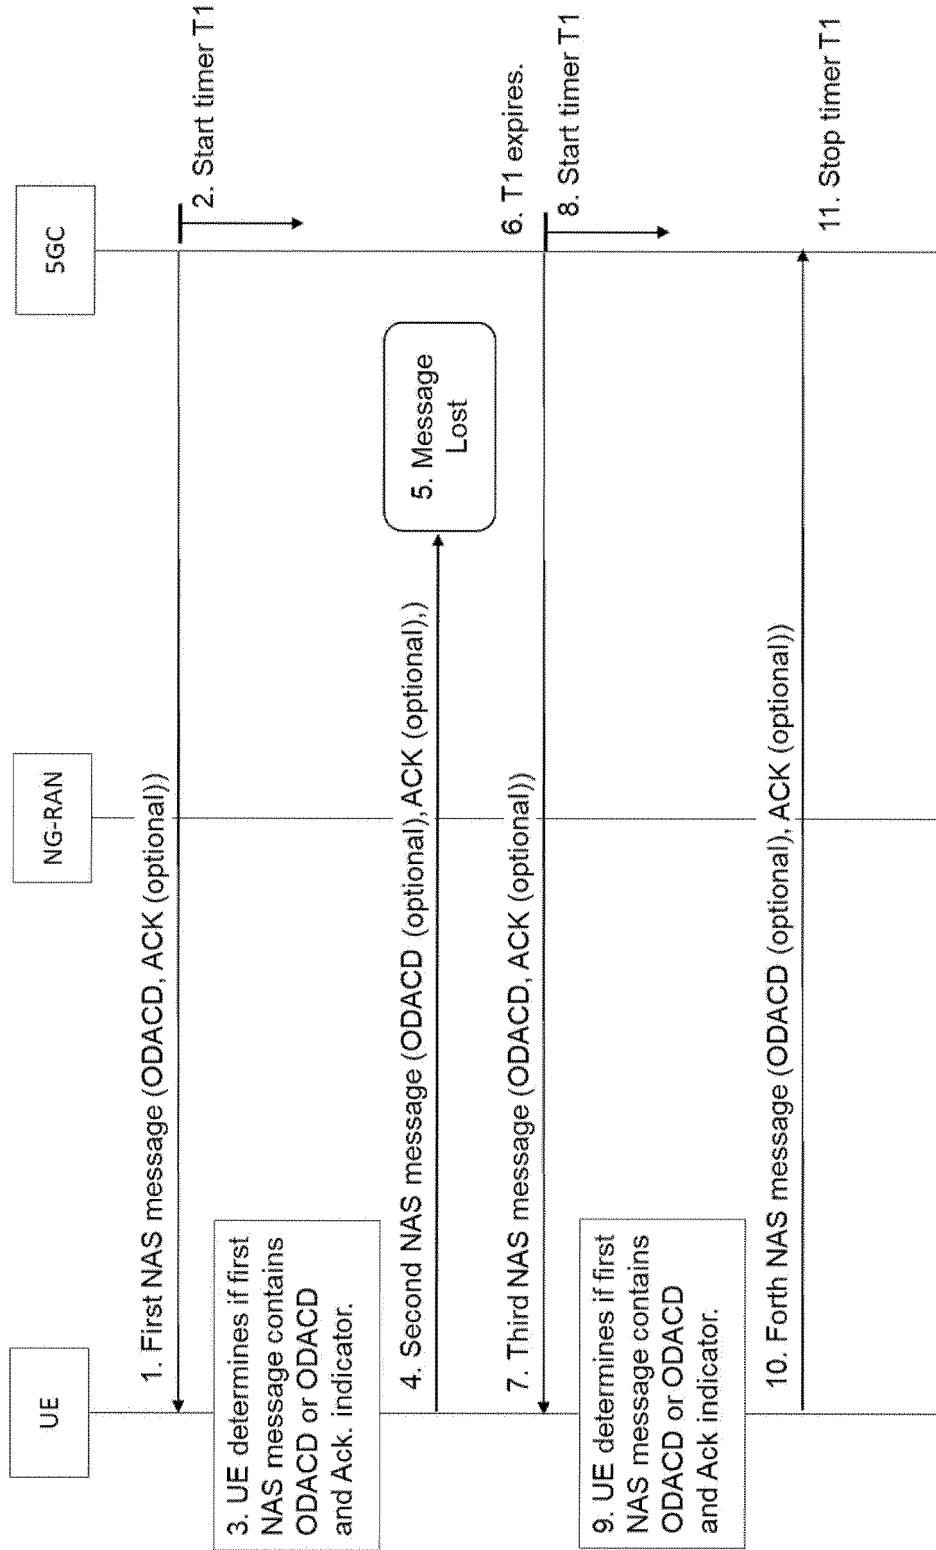 UE
NG-RAN
5GC
1. First NAS message (ODACD, ACK (optional))
2. Start timer T1
3. UE determines if first
NAS message contains
ODACD or ODACD
and Ack. indicator.
4. Second NAS message (ODACD (optional), ACK (optional),)
5. Message
Lost
6. T1 expires.
7. Third NAS message (ODACD, ACK (optional))
8. Start timer T1
9. UE determines if first
NAS message contains
ODACD or ODACD
and Ack indicator.
10. Forth NAS message (ODACD (optional), ACK (optional))
11. Stop timer T1